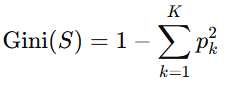 Gini(S) = 1 − ∑_{k=1}^{K} p_k^2